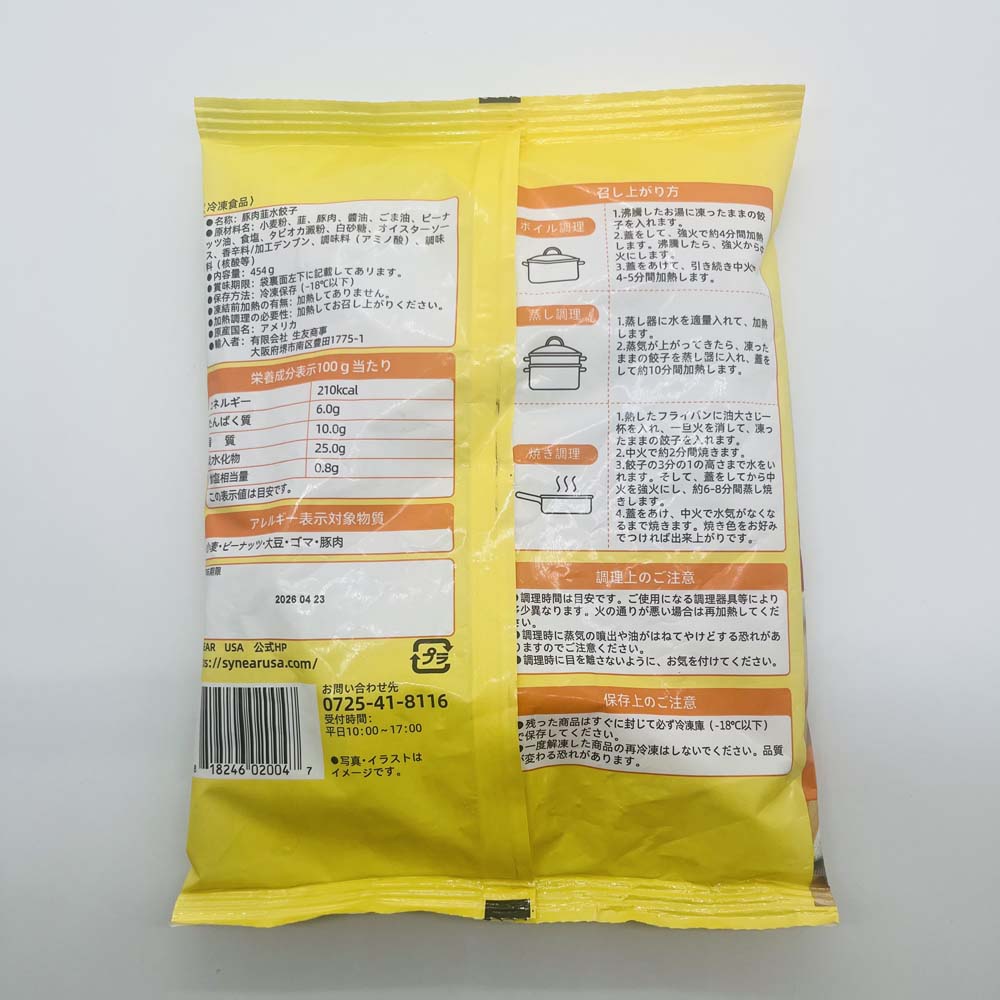 〈冷凍食品〉
●名称: 豚肉韮水餃子
●原材料名: 小麦粉、韮、豚肉、醬油、ごま油、ピーナ
ッツ油、食塩、タピオカ澱粉、白砂糖、オイスターソー
ス、香辛料/加工デンプン、調味料（アミノ酸）、調味
料（核酸等）
●内容量: 454g
●賞味期限: 袋裏面左下に記載してあります。
●保存方法: 冷凍保存 (-18℃以下)
●凍結前加熱の有無: 加熱してありません。
●加熱調理の必要性: 加熱してお召し上がりください。
●原産国名: アメリカ
●輸入者: 有限会社 生友商事
大阪府堺市南区豊田1775-1
栄養成分表示100g当たり
ネルギー 210kcal
んぱく質 6.0g
質 10.0g
水化物 25.0g
塩相当量 0.8g
この表示値は目安です。
アレルギー表示対象物質
小麦・ピーナッツ・大豆・ゴマ・豚肉
期限
2026 04 23
EAR USA 公式HP
s://synearusa.com/
プラ
お問い合わせ先
0725-41-8116
受付時間:
平日10:00~17:00
●写真・イラストは
イメージです。
8 18246 02004 7
召し上がり方
ボイル調理
1.沸騰したお湯に凍ったままの餃
子を入れます。
2.蓋をして、強火で約4分間加熱
します。沸騰したら、強火から中
火にします。
3.蓋をあけて、引き続き中火で
4-5分間加熱します。
蒸し調理
1.蒸し器に水を適量入れて、加熱
します。
2.蒸気が上がってきたら、凍った
ままの餃子を蒸し器に入れ、蓋を
して約10分間加熱します。
焼き調理
1.熱したフライパンに油大さじ一
杯を入れ、一旦火を消して、凍っ
たままの餃子を入れます。
2.中火で約2分間焼きます。
3.餃子の3分の1の高さまで水をい
れます。そして、蓋をしてから中
火を強火にし、約6-8分間蒸し焼
きします。
4.蓋をあけ、中火で水気がなくな
るまで焼きます。焼き色をお好み
でつければ出来上がりです。
調理上のご注意
●調理時間は目安です。ご使用になる調理器具等により
多少異なります。火の通りが悪い場合は再加熱してくだ
さい。
●調理時に蒸気の噴出や油がはねてやけどする恐れがあ
りますのでご注意ください。
●調理時に目を離さないように、お気を付けてください。
保存上のご注意
●残った商品はすぐに封じて必ず冷凍庫 (-18℃以下)
で保存してください。
●一度解凍した商品の再冷凍はしないでください。品質
が変わる恐れがあります。